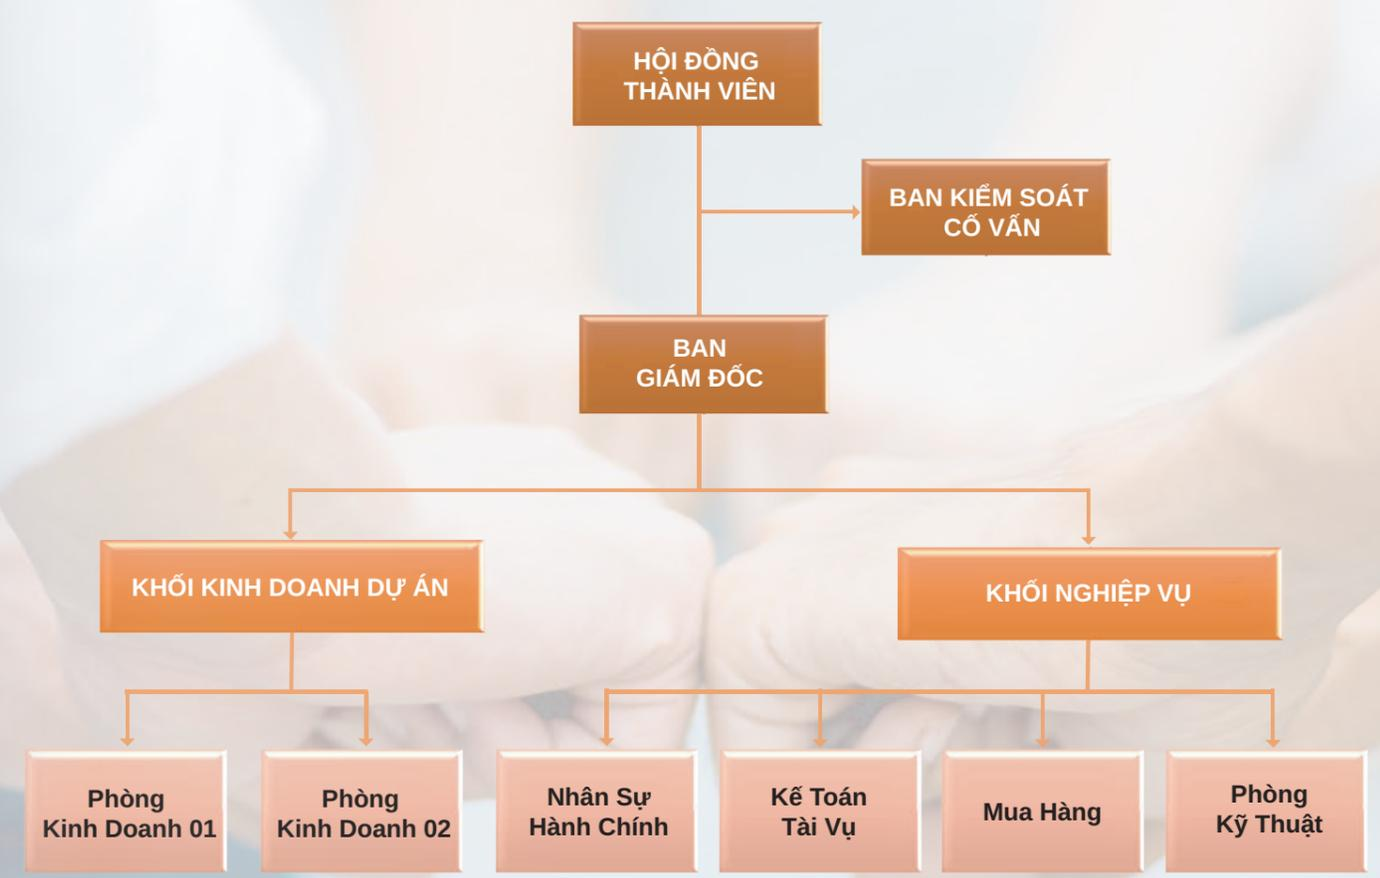 HỘI ĐỒNG
THÀNH VIÊN
BAN KIỂM SOÁT
CỐ VẤN
BAN
GIÁM ĐỐC
KHỐI KINH DOANH DỰ ÁN
KHỐI NGHIỆP VỤ
Phòng
Kinh Doanh 01
Phòng
Kinh Doanh 02
Nhân Sự
Hành Chính
Kế Toán
Tài Vụ
Mua Hàng
Phòng
Kỹ Thuật